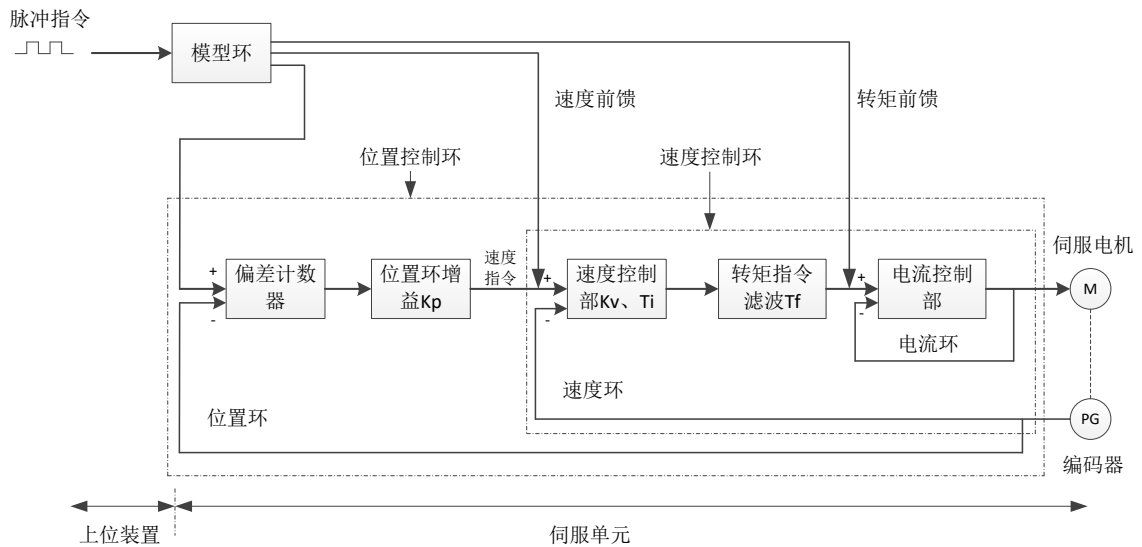 脉冲指令
模型环
速度前馈
转矩前馈
位置控制环
速度控制环
伺服电机
+
偏差计数
器
-
位置环增
益Kp
速度
指令
+
速度控制
部Kv、Ti
-
转矩指令
滤波Tf
+
电流控制
部
-
M
电流环
速度环
位置环
PG
编码器
上位装置
伺服单元